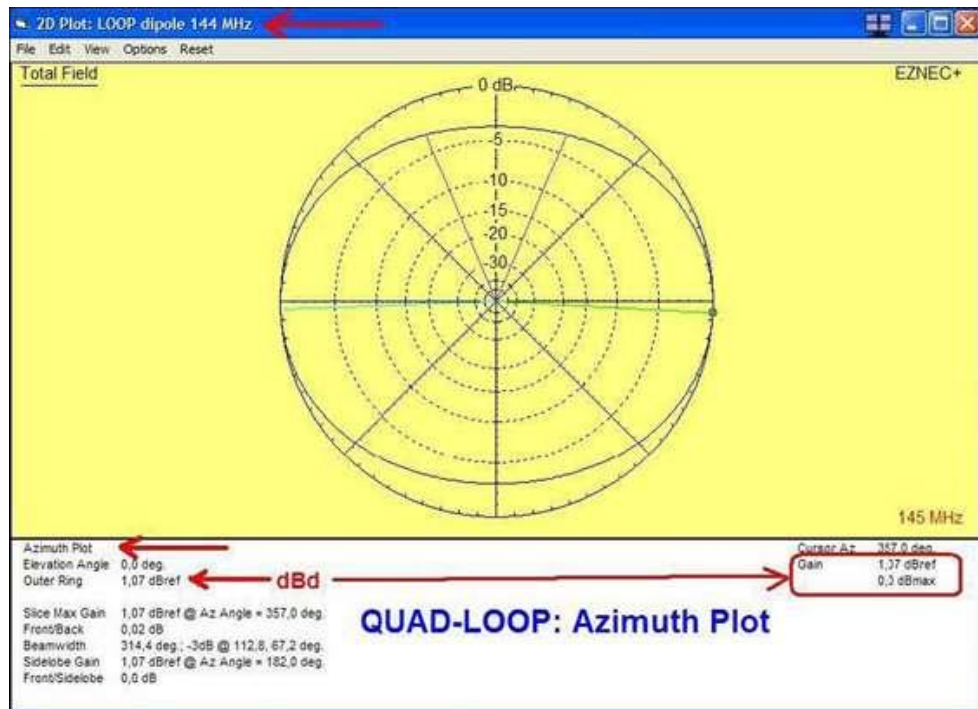 2D Plot: LOOP dipole 144 MHz
File Edit View Options Reset
Total Field
EZNEC+
0 dB
-5
-10
-15
-20
-30
145 MHz
Azimuth Plot
Elevation Angle 0,0 deg.
Outer Ring 1,07 dBref
dBd
Cursor Az 357,0 deg.
Gain 1,07 dBref
0,0 dBmax
Slice Max Gain 1,07 dBref @ Az Angle = 357,0 deg.
Front/Back 0,02 dB
Beamwidth 314,4 deg.; -3dB @ 112,8, 67,2 deg.
Sidelobe Gain 1,07 dBref @ Az Angle = 182,0 deg.
Front/Sidelobe 0,0 dB
QUAD-LOOP: Azimuth Plot